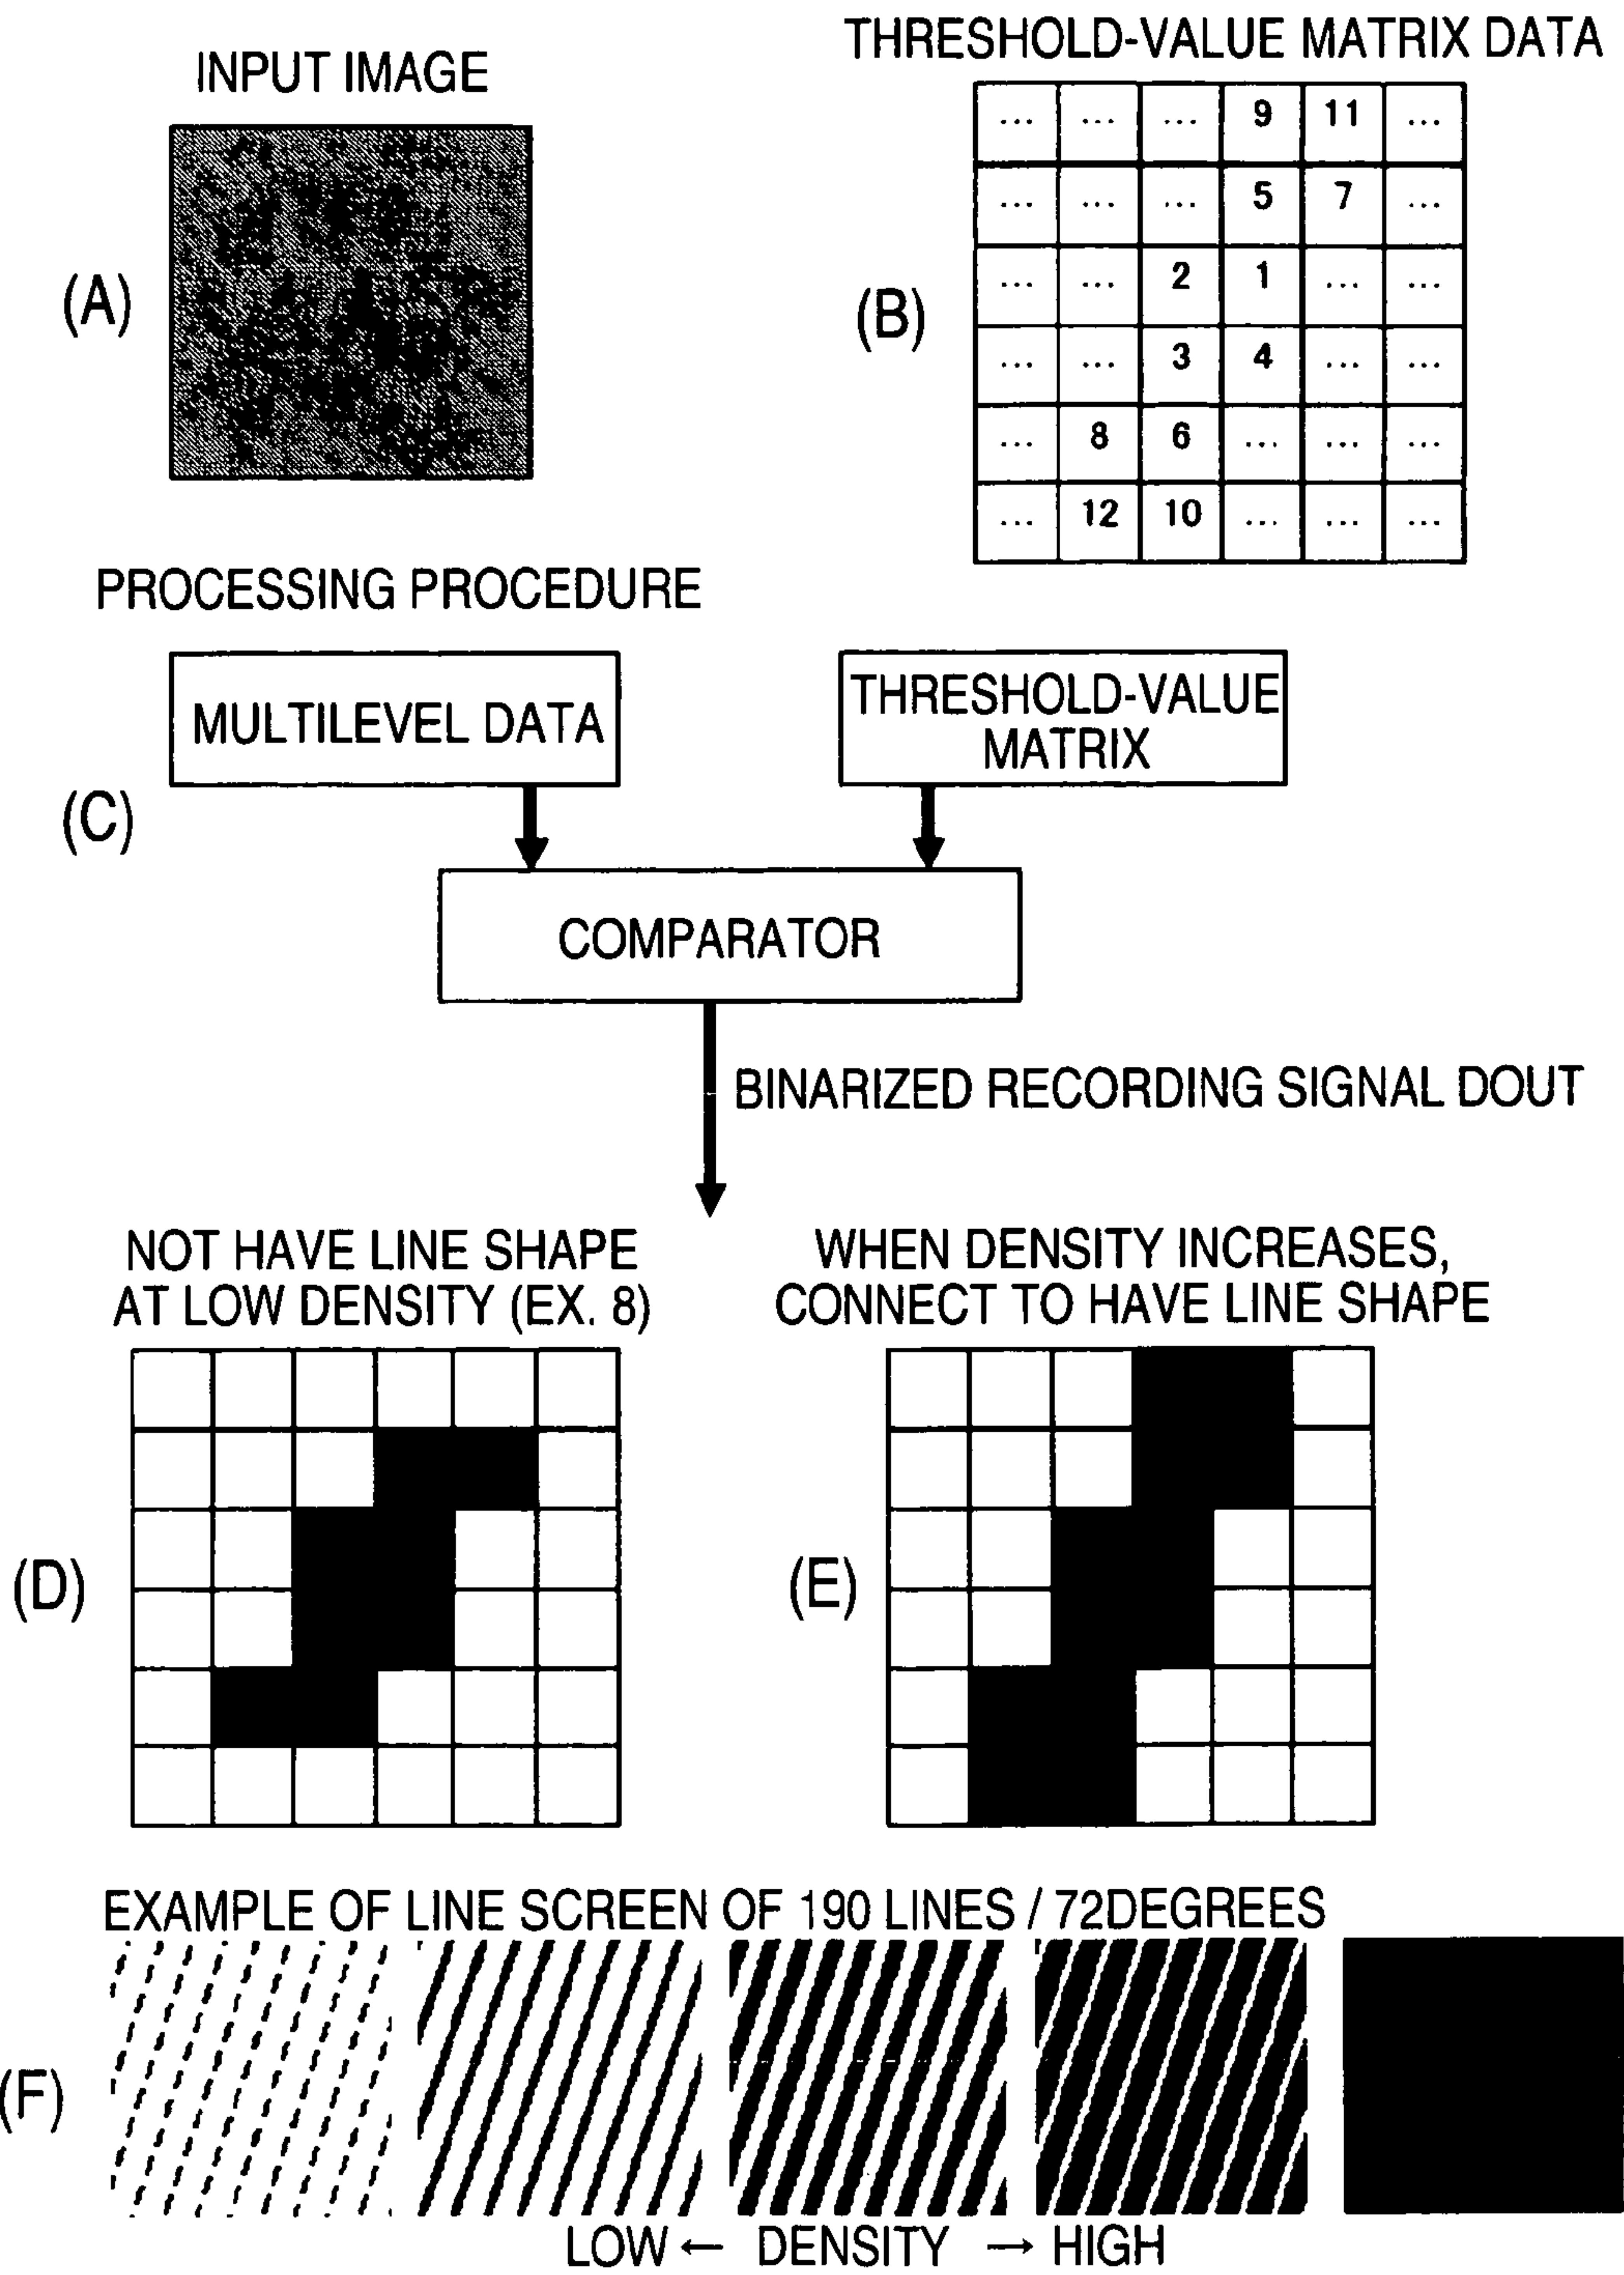 INPUT IMAGE
(A)
THRESHOLD-VALUE MATRIX DATA
(B)
... ... ... 9 11 ...
... ... ... 5 7 ...
... ... 2 1 ... ...
... ... 3 4 ... ...
... 8 6 ... ... ...
... 12 10 ... ... ...
PROCESSING PROCEDURE
(C)
MULTILEVEL DATA
THRESHOLD-VALUE
MATRIX
COMPARATOR
BINARIZED RECORDING SIGNAL DOUT
NOT HAVE LINE SHAPE
AT LOW DENSITY (EX. 8)
(D)
WHEN DENSITY INCREASES,
CONNECT TO HAVE LINE SHAPE
(E)
EXAMPLE OF LINE SCREEN OF 190 LINES / 72DEGREES
(F)
LOW ← DENSITY → HIGH